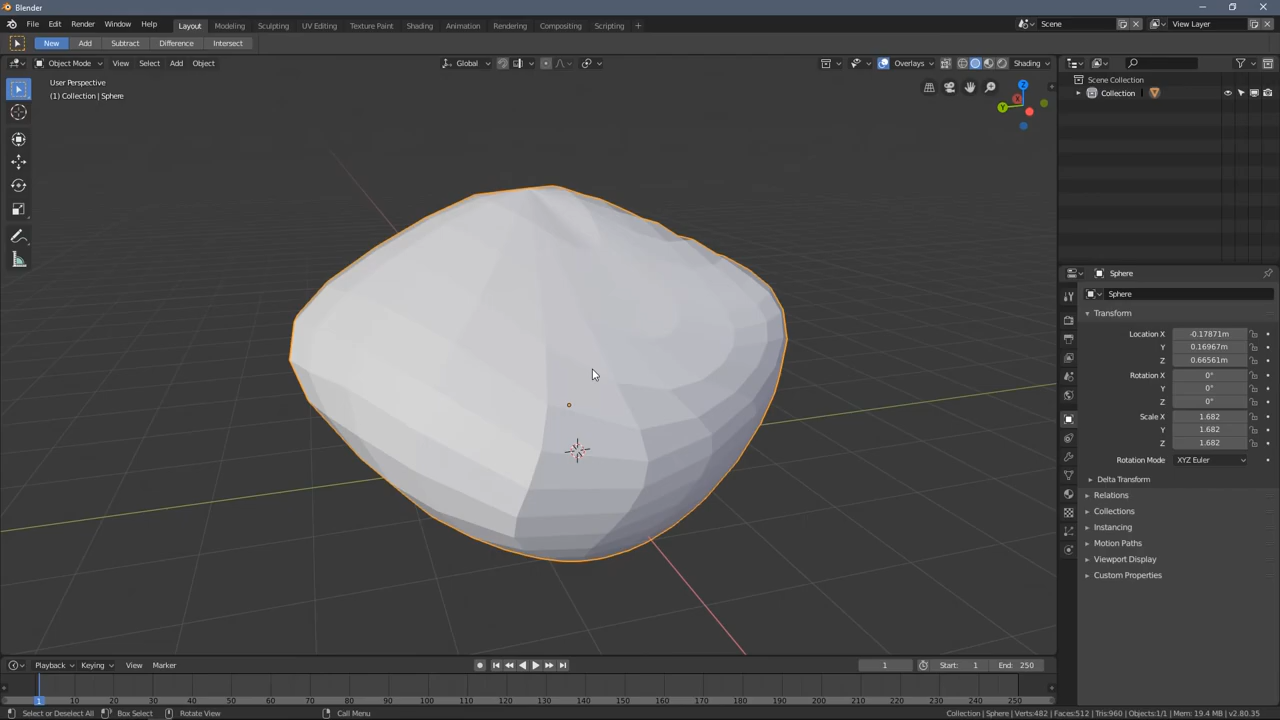 Blender
File Edit Render Window Help
Layout Modeling Sculpting UV Editing Texture Paint Shading Animation Rendering Compositing Scripting +
Scene
View Layer
New Add Subtract Difference Intersect
Object Mode View Select Add Object
Global
Overlays
Shading
User Perspective
(1) Collection | Sphere
Z
X
Y
Scene Collection
Collection
Sphere
Sphere
Transform
Location X -0.17871m
Y 0.16967m
Z 0.66561m
Rotation X 0°
Y 0°
Z 0°
Scale X 1.682
Y 1.682
Z 1.682
Rotation Mode XYZ Euler
Delta Transform
Relations
Collections
Instancing
Motion Paths
Viewport Display
Custom Properties
Playback Keying View Marker
1
Start: 1
End: 250
1 10 20 30 40 50 60 70 80 90 100 110 120 130 140 150 160 170 180 190 200 210 220 230 240 250
Select or Deselect All Box Select Rotate View Call Menu
Collection | Sphere | Verts:482 | Faces:512 | Tris:960 | Objects:1/1 | Mem: 19.4 MB | v2.80.35